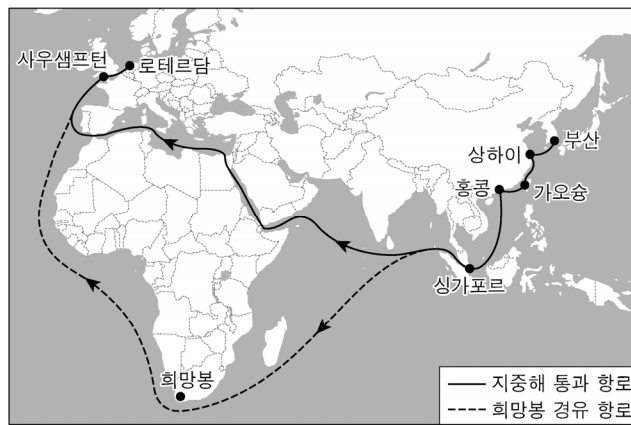 사우샘프턴
로테르담
부산
상하이
홍콩
가오슝
싱가포르
희망봉
지중해 통과 항로
희망봉 경유 항로